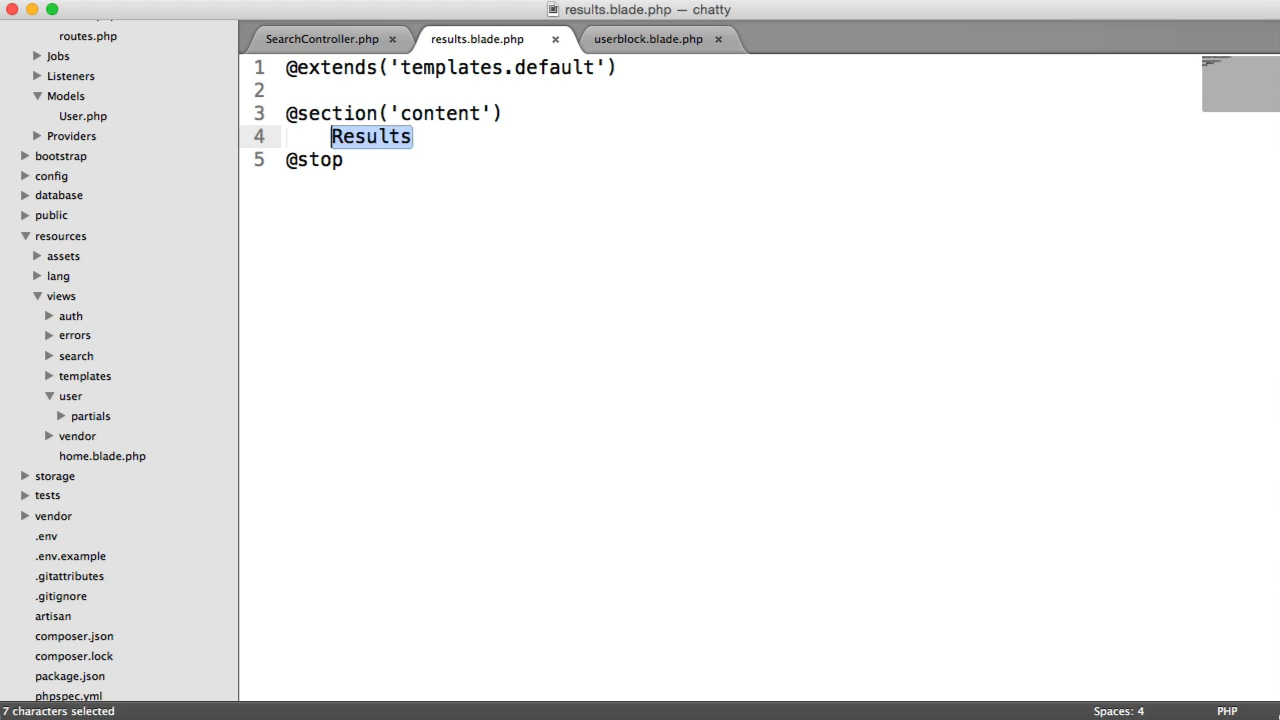 results.blade.php — chatty
routes.php
Jobs
Listeners
Models
User.php
Providers
bootstrap
config
database
public
resources
assets
lang
views
auth
errors
search
templates
user
partials
vendor
home.blade.php
storage
tests
vendor
.env
.env.example
.gitattributes
.gitignore
artisan
composer.json
composer.lock
package.json
phpspec.yml
SearchController.php × results.blade.php × userblock.blade.php ×
1 @extends('templates.default')
2
3 @section('content')
4 Results
5 @stop
7 characters selected Spaces: 4 PHP